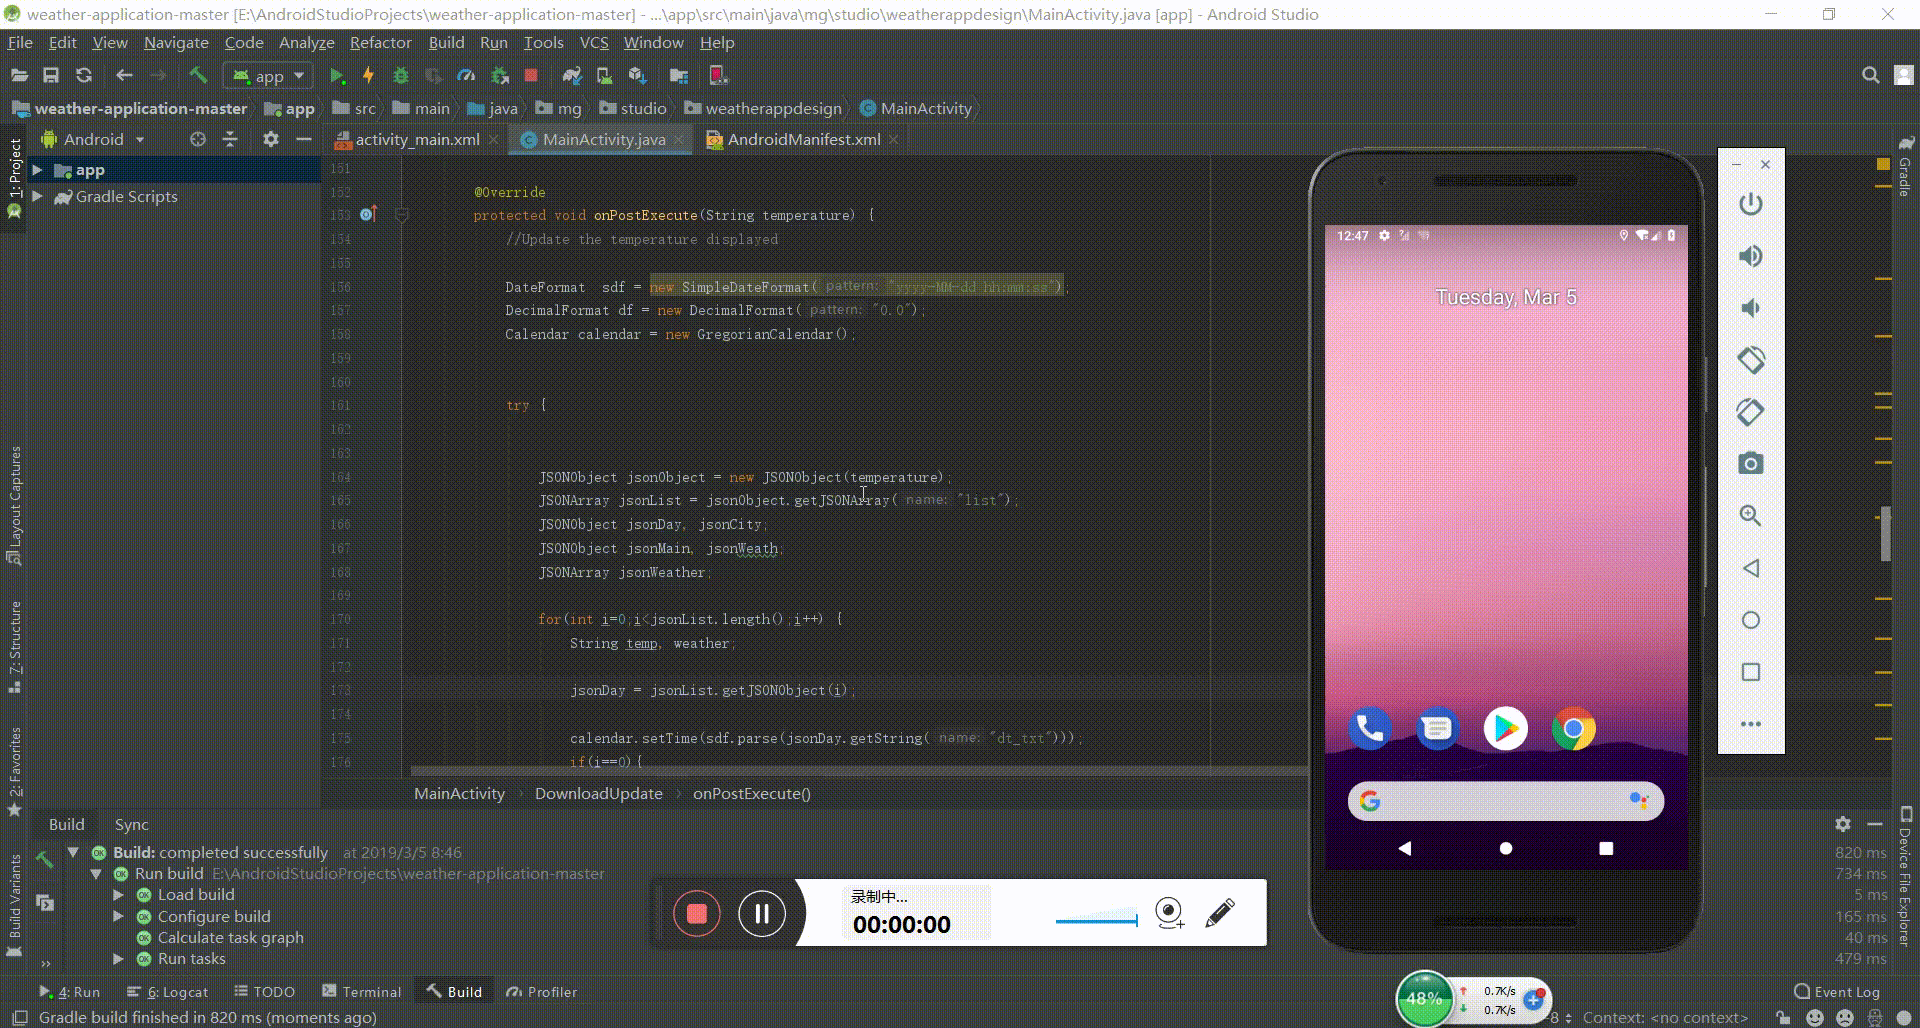 weather-application-master [E:\AndroidStudioProjects\weather-application-master] - ...\app\src\main\java\mg\studio\weatherappdesign\MainActivity.java [app] - Android Studio
File Edit View Navigate Code Analyze Refactor Build Run Tools VCS Window Help
app
weather-application-master app src main java mg studio weatherappdesign MainActivity
Android activity_main.xml MainActivity.java AndroidManifest.xml
1: Project
Layout Captures
7: Structure
2: Favorites
Build Variants
app
Gradle Scripts
151
152 @Override
153 protected void onPostExecute(String temperature) {
154 //Update the temperature displayed
155
156 DateFormat sdf = new SimpleDateFormat( pattern: "yyyy-MM-dd hh:mm:ss");
157 DecimalFormat df = new DecimalFormat( pattern: "0.0");
158 Calendar calendar = new GregorianCalendar();
159
160
161 try {
162
163
164 JSONObject jsonObject = new JSONObject(temperature);
165 JSONArray jsonList = jsonObject.getJSONArray( name: "list");
166 JSONObject jsonDay, jsonCity;
167 JSONObject jsonMain, jsonWeath;
168 JSONArray jsonWeather;
169
170 for(int i=0;i<jsonList.length();i++) {
171 String temp, weather;
172
173 jsonDay = jsonList.getJSONObject(i);
174
175 calendar.setTime(sdf.parse(jsonDay.getString( name: "dt_txt")));
176 if(i==0){
MainActivity DownloadUpdate onPostExecute()
12:47
Tuesday, Mar 5
Gradle
Device File Explorer
Build Sync
Build: completed successfully at 2019/3/5 8:46 820 ms
Run build E:\AndroidStudioProjects\weather-application-master 734 ms
Load build 5 ms
Configure build 165 ms
Calculate task graph 40 ms
Run tasks 479 ms
录制中...
00:00:00
4: Run 6: Logcat TODO Terminal Build Profiler Event Log
48% 0.7K/s
0.7K/s
Gradle build finished in 820 ms (moments ago) -8 Context: <no context>